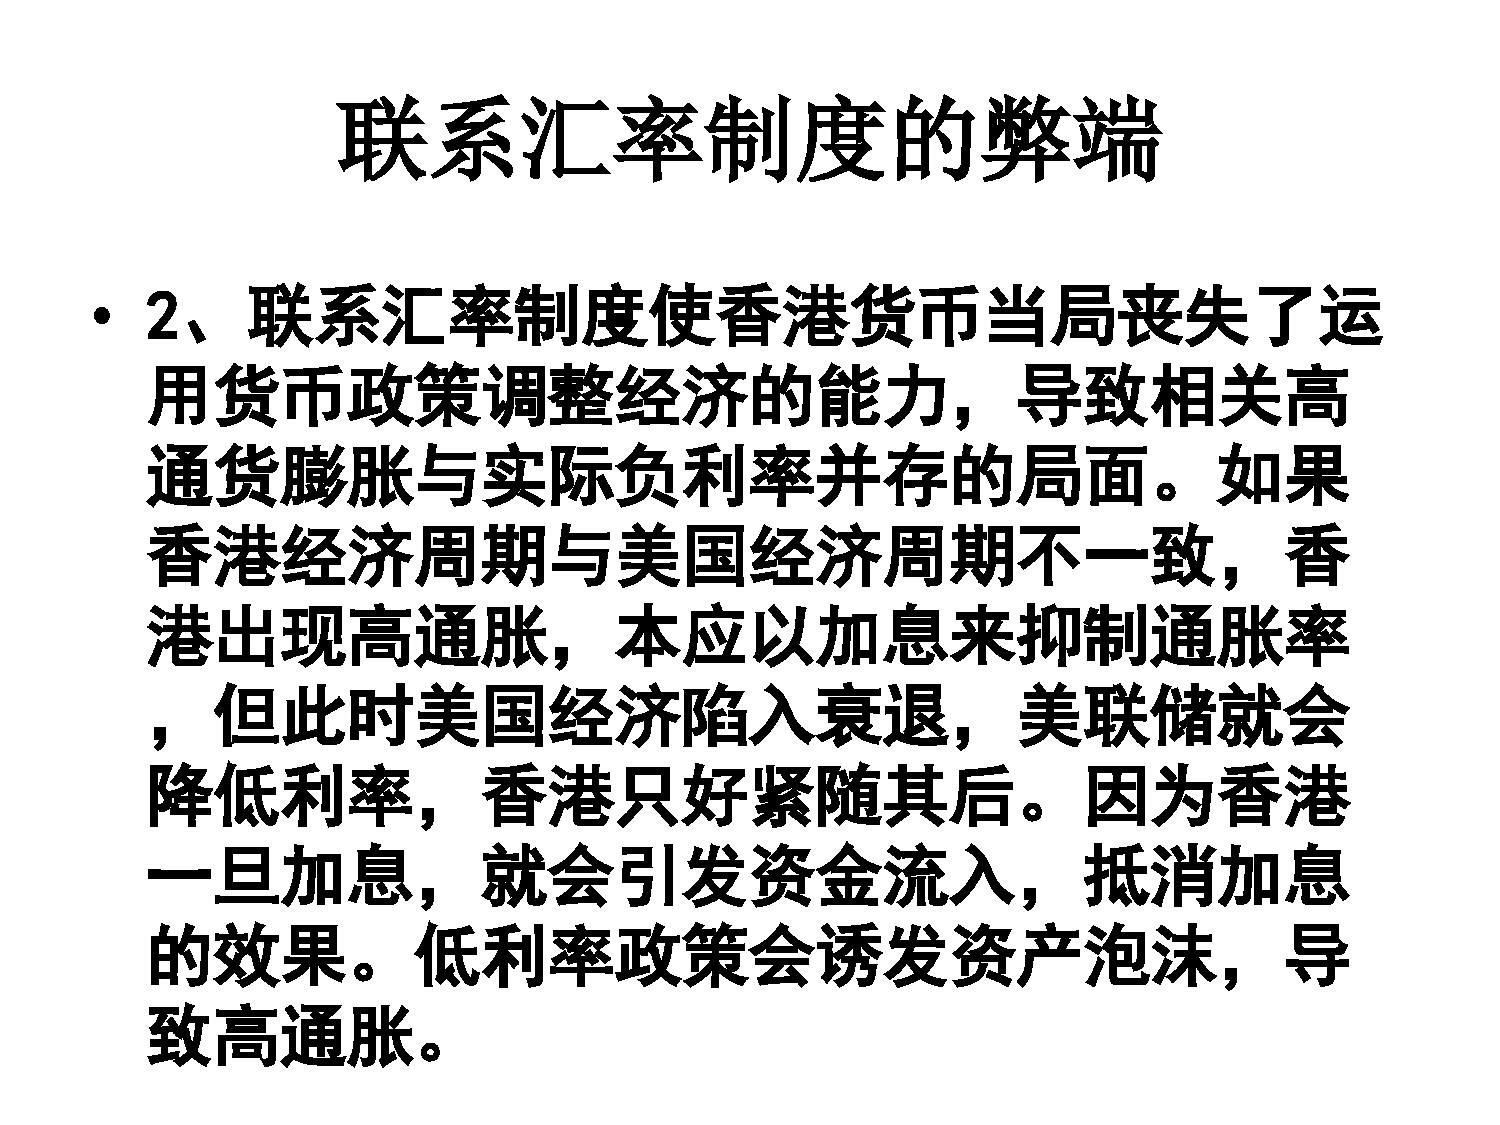 联系汇率制度的弊端
• 2、联系汇率制度使香港货币当局丧失了运
用货币政策调整经济的能力，导致相关高
通货膨胀与实际负利率并存的局面。如果
香港经济周期与美国经济周期不一致，香
港出现高通胀，本应以加息来抑制通胀率
，但此时美国经济陷入衰退，美联储就会
降低利率，香港只好紧随其后。因为香港
一旦加息，就会引发资金流入，抵消加息
的效果。低利率政策会诱发资产泡沫，导
致高通胀。